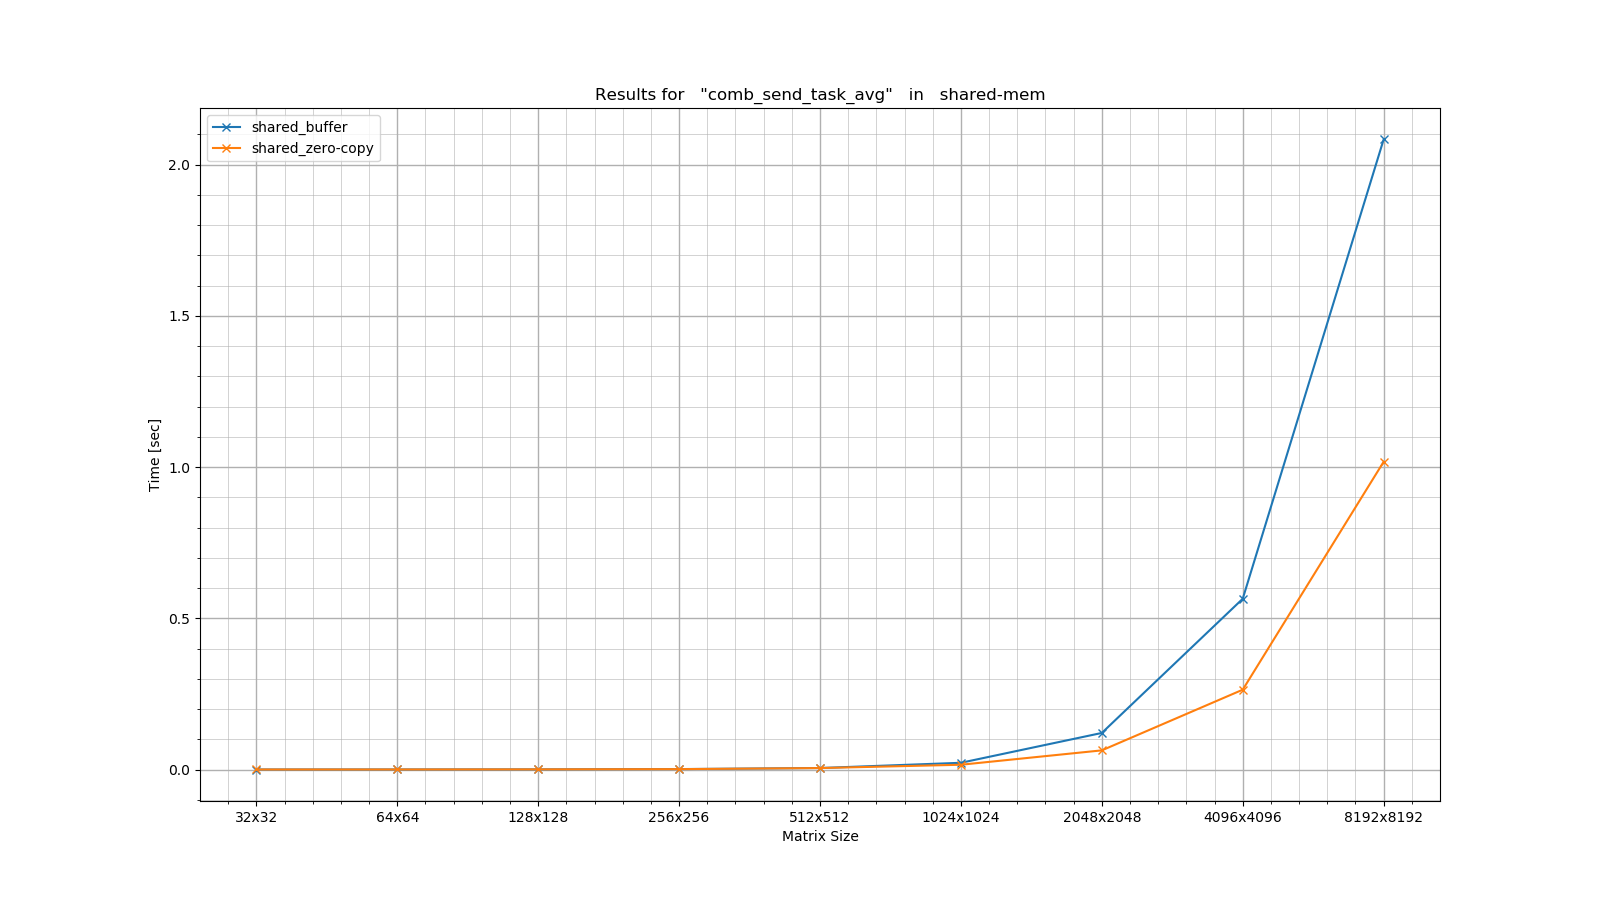 Results for   "comb_send_task_avg"   in   shared-mem
shared_buffer
shared_zero-copy
2.0
1.5
1.0
0.5
0.0
Time [sec]
32x32
64x64
128x128
256x256
512x512
1024x1024
2048x2048
4096x4096
8192x8192
Matrix Size